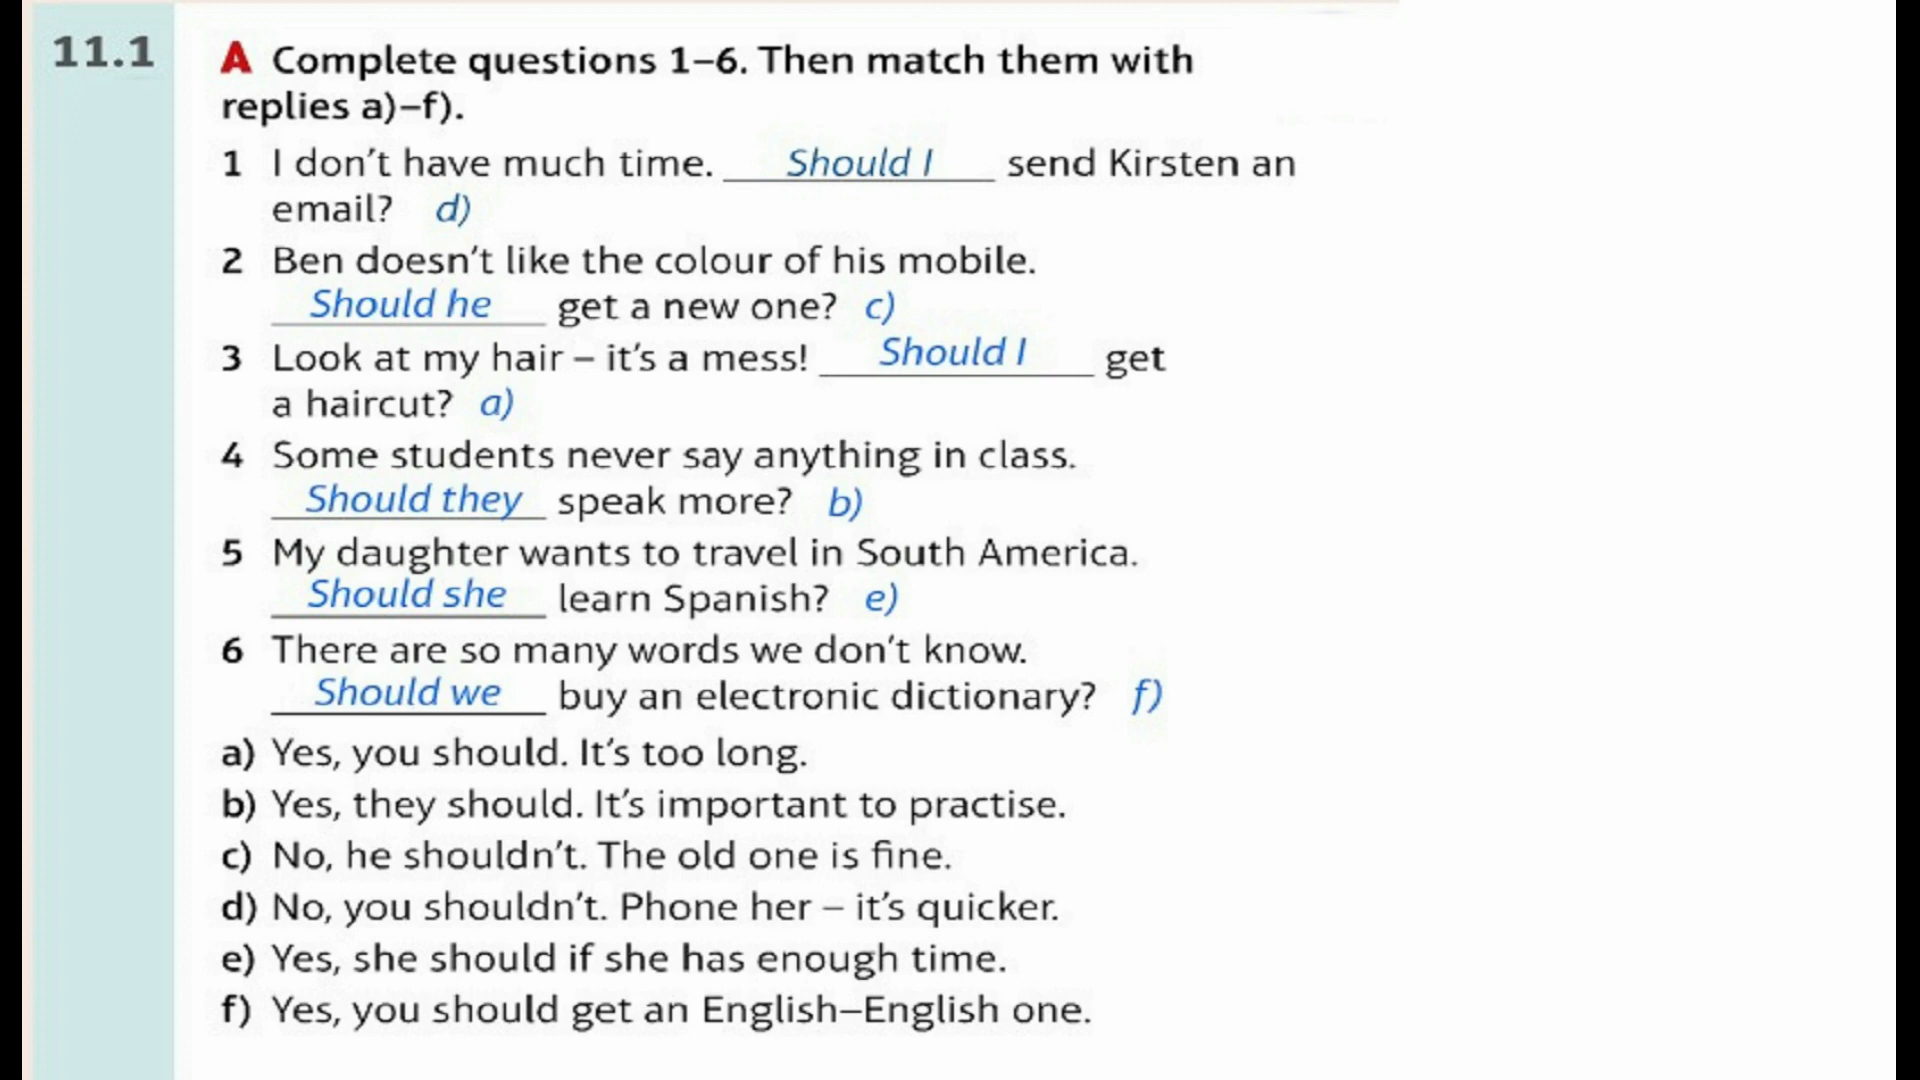 11.1
A Complete questions 1–6. Then match them with
replies a)–f).
1 I don't have much time. Should I send Kirsten an
email? d)
2 Ben doesn't like the colour of his mobile.
Should he get a new one? c)
3 Look at my hair – it's a mess! Should I get
a haircut? a)
4 Some students never say anything in class.
Should they speak more? b)
5 My daughter wants to travel in South America.
Should she learn Spanish? e)
6 There are so many words we don't know.
Should we buy an electronic dictionary? f)
a) Yes, you should. It's too long.
b) Yes, they should. It's important to practise.
c) No, he shouldn't. The old one is fine.
d) No, you shouldn't. Phone her – it's quicker.
e) Yes, she should if she has enough time.
f) Yes, you should get an English–English one.